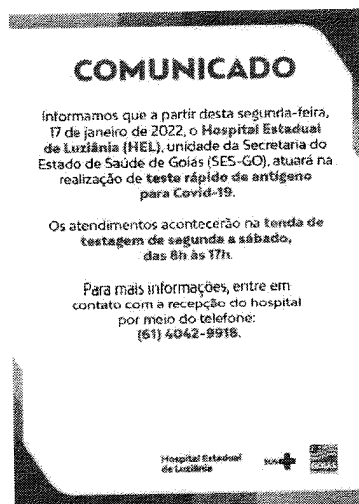 COMUNICADO
Informamos que a partir desta segunda-feira,
17 de janeiro de 2022, o Hospital Estadual
de Luziânia (HEL), unidade da Secretaria do
Estado de Saúde de Goiás (SES-GO), atuará na
realização de teste rápido de antígeno
para Covid-19.
Os atendimentos acontecerão na tenda de
testagem de segunda a sábado,
das 8h às 17h.
Para mais informações, entre em
contato com a recepção do hospital
por meio do telefone:
(61) 4042-9918.
Hospital Estadual
de Luziânia
SUS